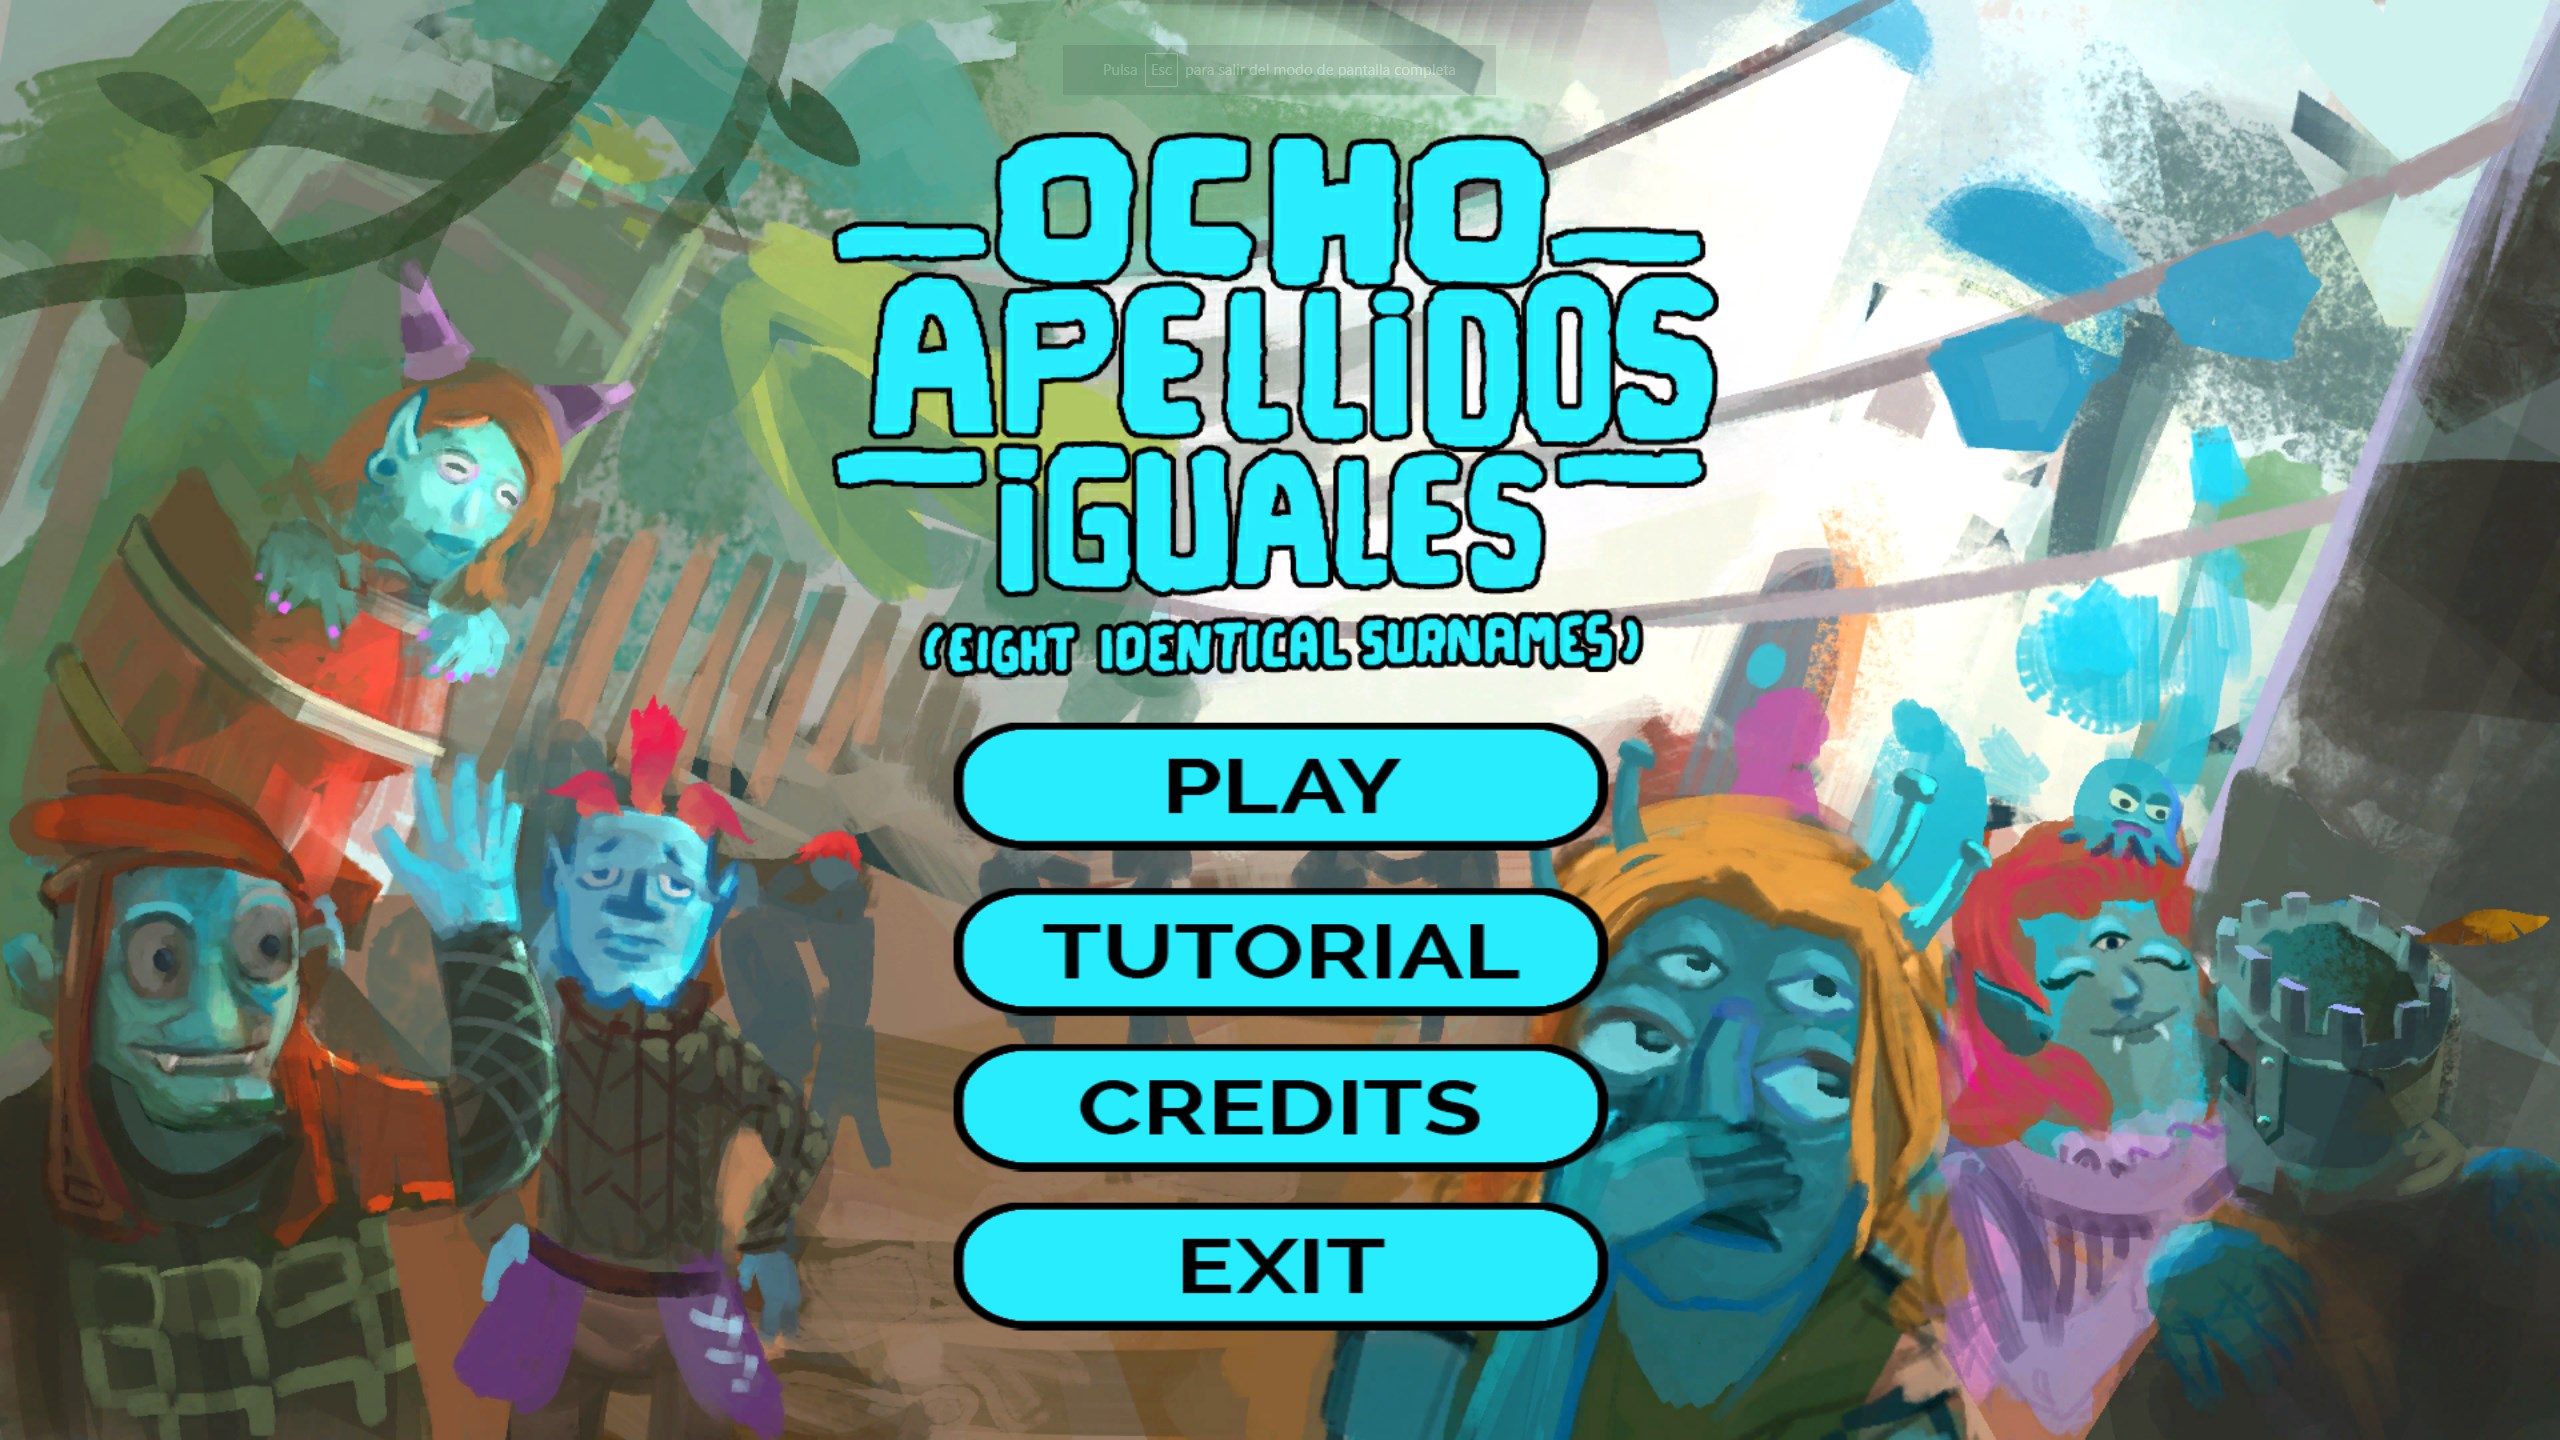 Pulsa Esc para salir del modo de pantalla completa
OCHO
APELLiDOS
iGUALES
(EIGHT IDENTICAL SURNAMES)
PLAY
TUTORIAL
CREDITS
EXIT